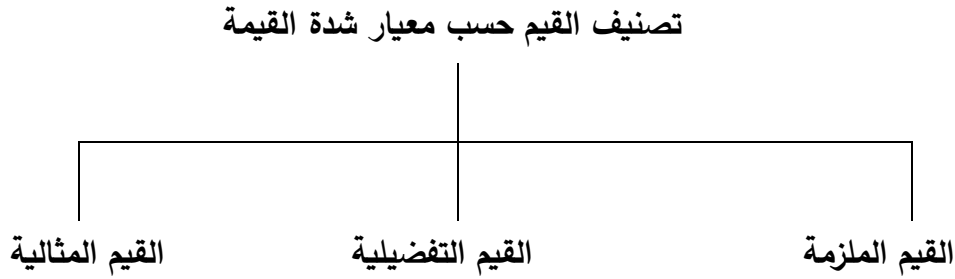 تصنيف القيم حسب معيار شدة القيمة
القيم الملزمة القيم التفضيلية القيم المثالية